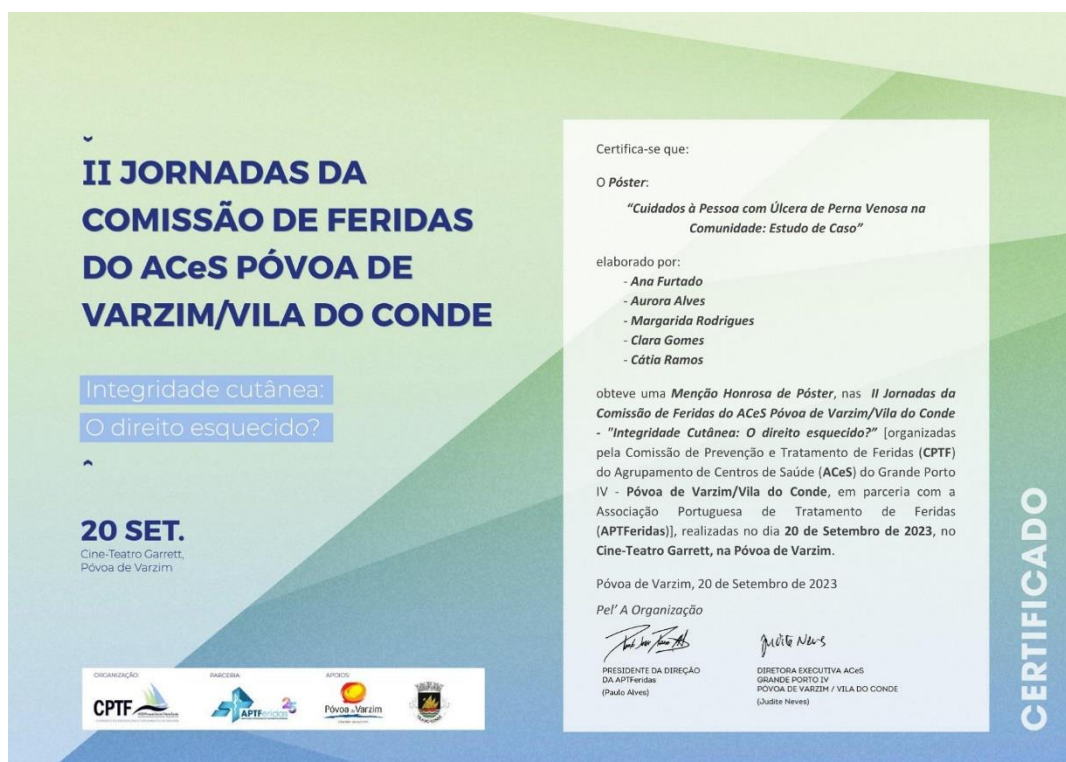 II JORNADAS DA
COMISSÃO DE FERIDAS
DO ACeS PÓVOA DE
VARZIM/VILA DO CONDE
Integridade cutânea:
O direito esquecido?
20 SET.
Cine-Teatro Garrett,
Póvoa de Varzim
ORGANIZAÇÃO
PARCERIA
APOIOS
CPTF
APTFeridas
25
Póvoa de Varzim
Certifica-se que:
O Póster:
"Cuidados à Pessoa com Úlcera de Perna Venosa na
Comunidade: Estudo de Caso"
elaborado por:
- Ana Furtado
- Aurora Alves
- Margarida Rodrigues
- Clara Gomes
- Cátia Ramos
obteve uma Menção Honrosa de Póster, nas II Jornadas da
Comissão de Feridas do ACeS Póvoa de Varzim/Vila do Conde
- "Integridade Cutânea: O direito esquecido?" [organizadas
pela Comissão de Prevenção e Tratamento de Feridas (CPTF)
do Agrupamento de Centros de Saúde (ACeS) do Grande Porto
IV - Póvoa de Varzim/Vila do Conde, em parceria com a
Associação Portuguesa de Tratamento de Feridas
(APTFeridas)], realizadas no dia 20 de Setembro de 2023, no
Cine-Teatro Garrett, na Póvoa de Varzim.
Póvoa de Varzim, 20 de Setembro de 2023
Pel' A Organização
Judite Neves
PRESIDENTE DA DIREÇÃO
DA APTFeridas
(Paulo Alves)
DIRETORA EXECUTIVA ACeS
GRANDE PORTO IV
PÓVOA DE VARZIM / VILA DO CONDE
(Judite Neves)
CERTIFICADO